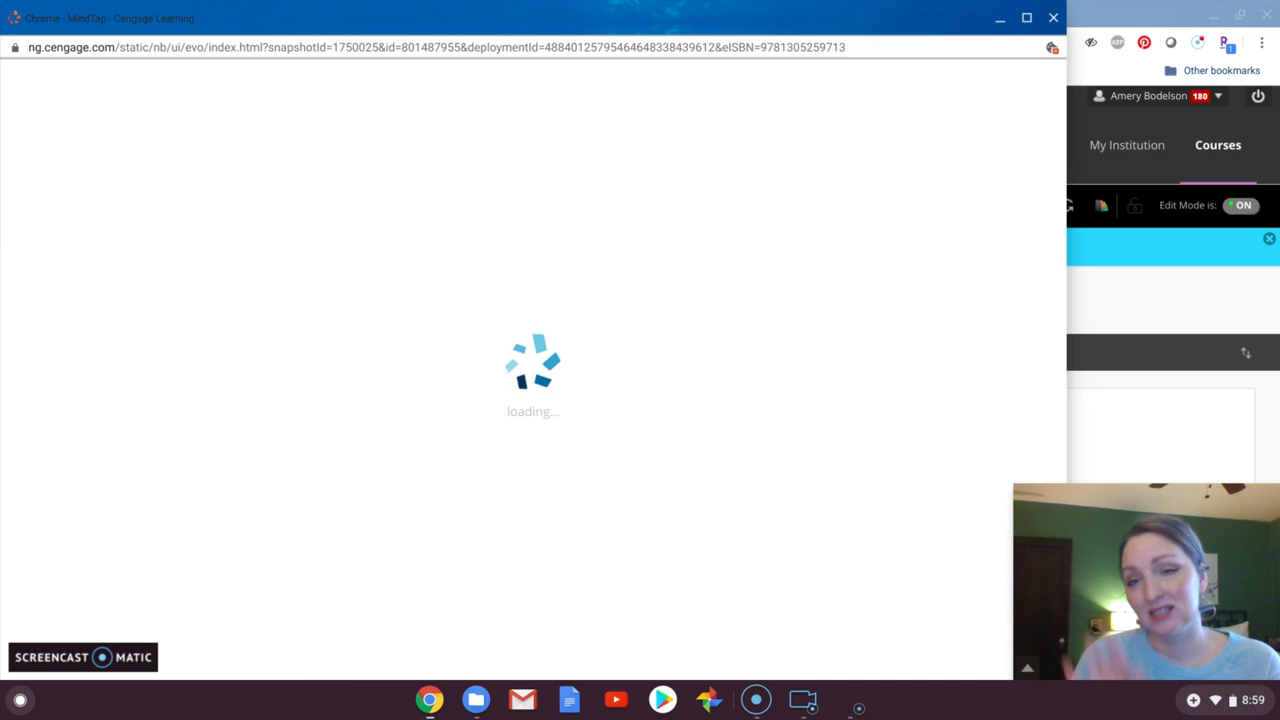 Chrome - MindTap - Cengage Learning
ng.cengage.com/static/nb/ui/evo/index.html?snapshotId=1750025&id=801487955&deploymentId=48840125795464648338439612&eISBN=9781305259713
ABP
1
Other bookmarks
Amery Bodelson 180
My Institution
Courses
Edit Mode is: ON
loading...
SCREENCAST MATIC
8:59